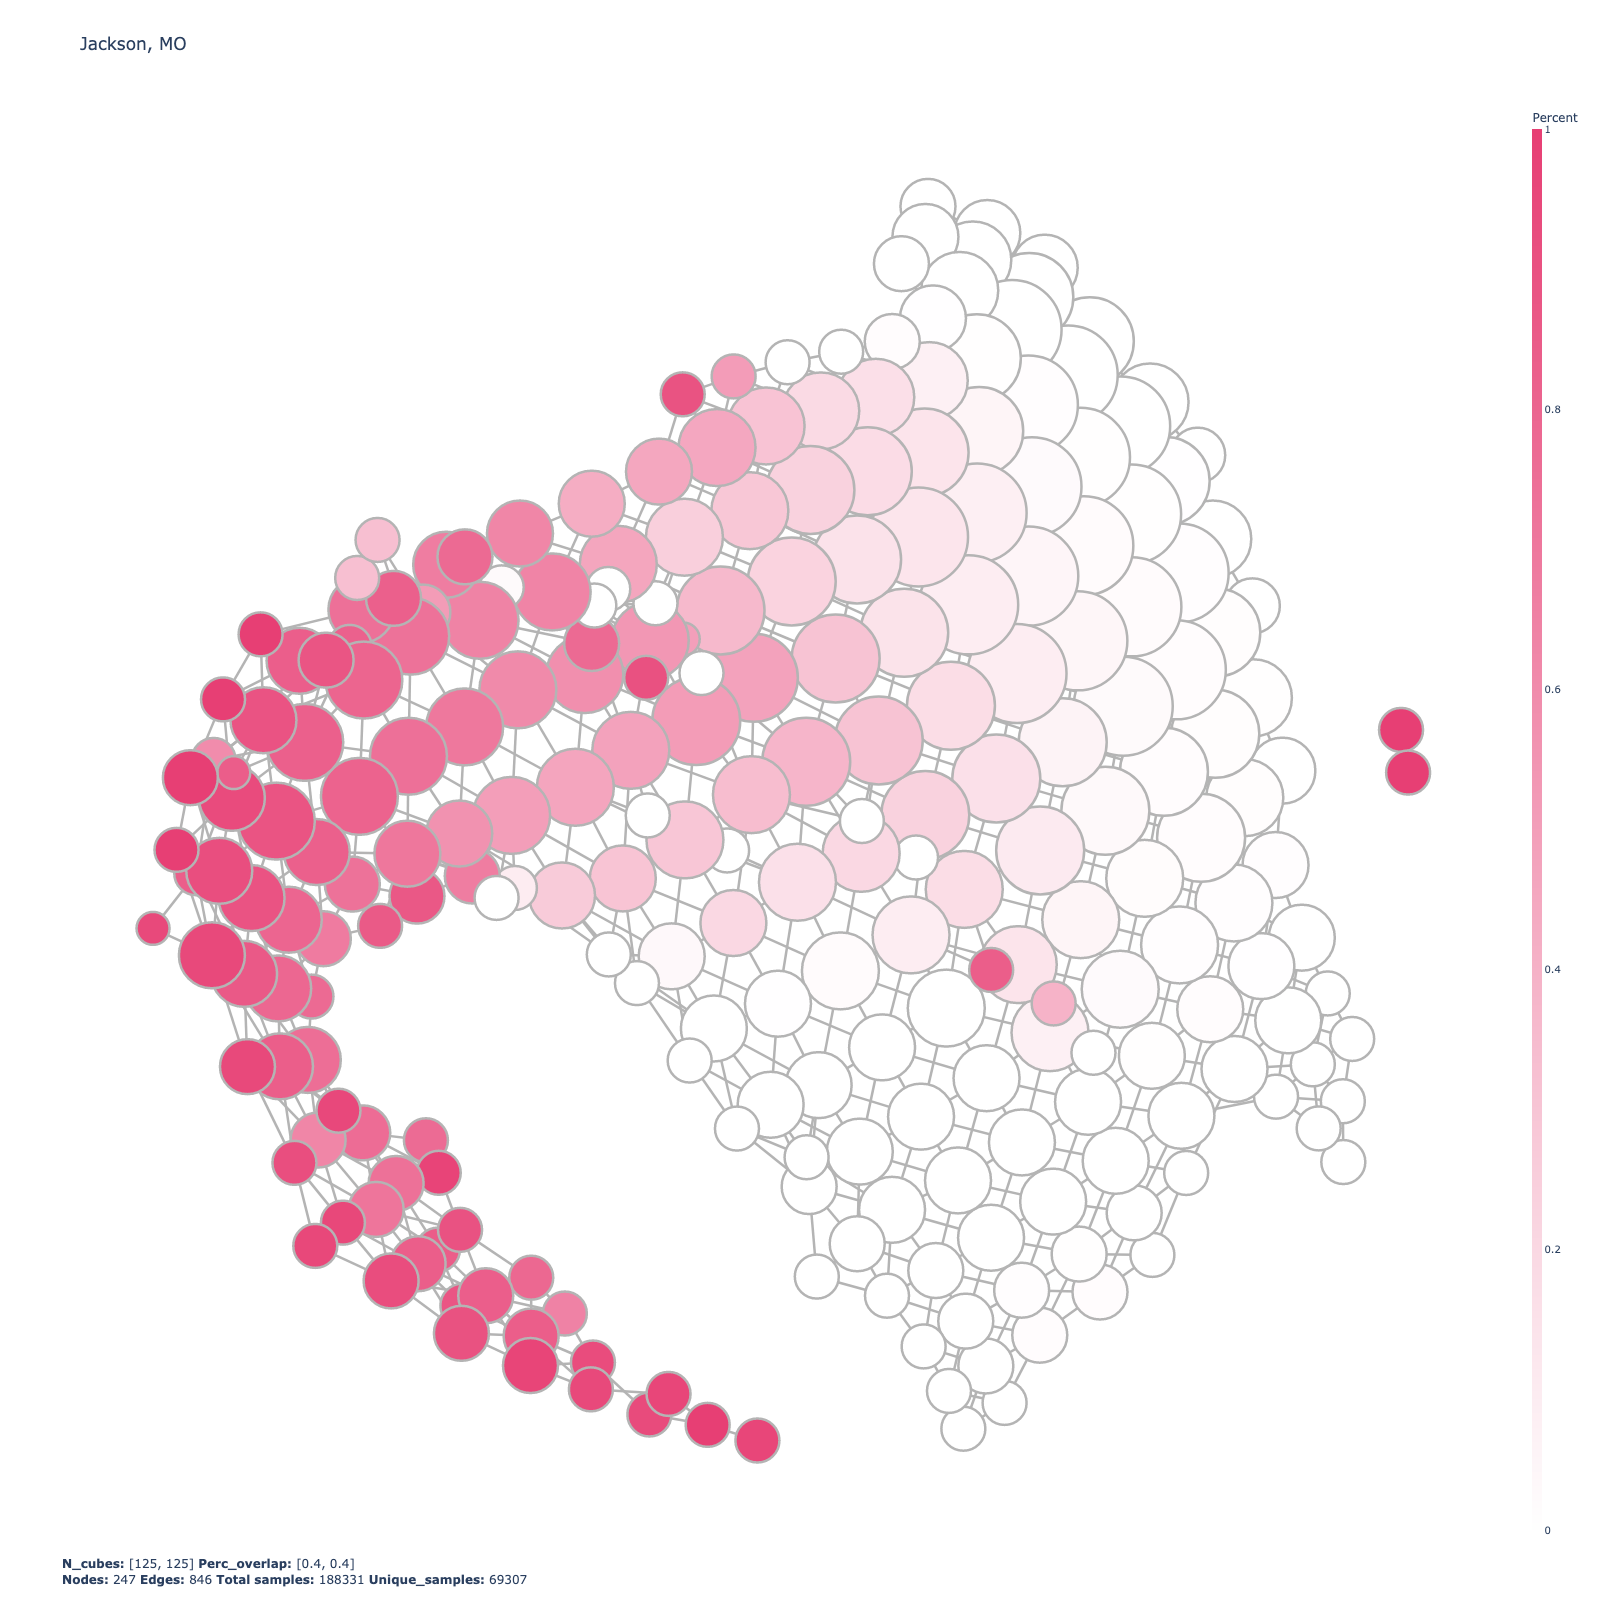 Jackson, MO
Percent
1
0.8
0.6
0.4
0.2
0
N_cubes: [125, 125] Perc_overlap: [0.4, 0.4]
Nodes: 247 Edges: 846 Total samples: 188331 Unique_samples: 69307